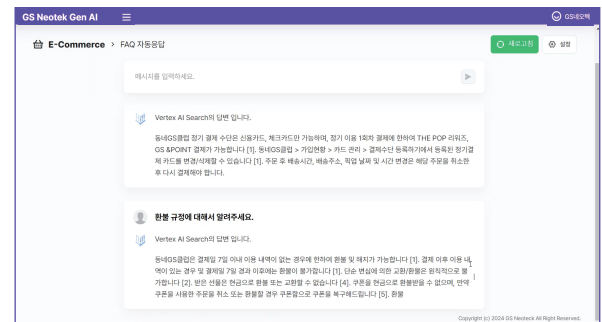 GS Neotek Gen AI
GS네오텍
E-Commerce > FAQ 자동응답
새로고침
설정
메시지를 입력하세요.
Vertex AI Search의 답변 입니다.
동네GS클럽 정기 결제 수단은 신용카드, 체크카드만 가능하며, 정기 이용 1회차 결제에 한하여 THE POP 리워즈,
GS &POINT 결제가 가능합니다 [1]. 동네GS클럽 > 가입현황 > 카드 관리 > 결제수단 등록하기에서 등록된 정기결
제 카드를 변경/삭제할 수 있습니다 [1]. 주문 후 배송시간, 배송주소, 픽업 날짜 및 시간 변경은 해당 주문을 취소한
후 다시 결제해야 합니다.
환불 규정에 대해서 알려주세요.
Vertex AI Search의 답변 입니다.
동네GS클럽은 결제일 7일 이내 이용 내역이 없는 경우에 한하여 환불 및 해지가 가능합니다 [1]. 결제 이후 이용 내
역이 있는 경우 및 결제일 7일 경과 이후에는 환불이 불가합니다 [1]. 단순 변심에 의한 교환/환불은 원칙적으로 불
가합니다 [2]. 받은 선물은 현금으로 환불 또는 교환할 수 없습니다 [4]. 쿠폰을 현금으로 환불받을 수 없으며, 만약
쿠폰을 사용한 주문을 취소 또는 환불할 경우 쿠폰함으로 쿠폰을 복구해드립니다 [5]. 환불
Copyright (c) 2024 GS Neoteck All Right Reserved.